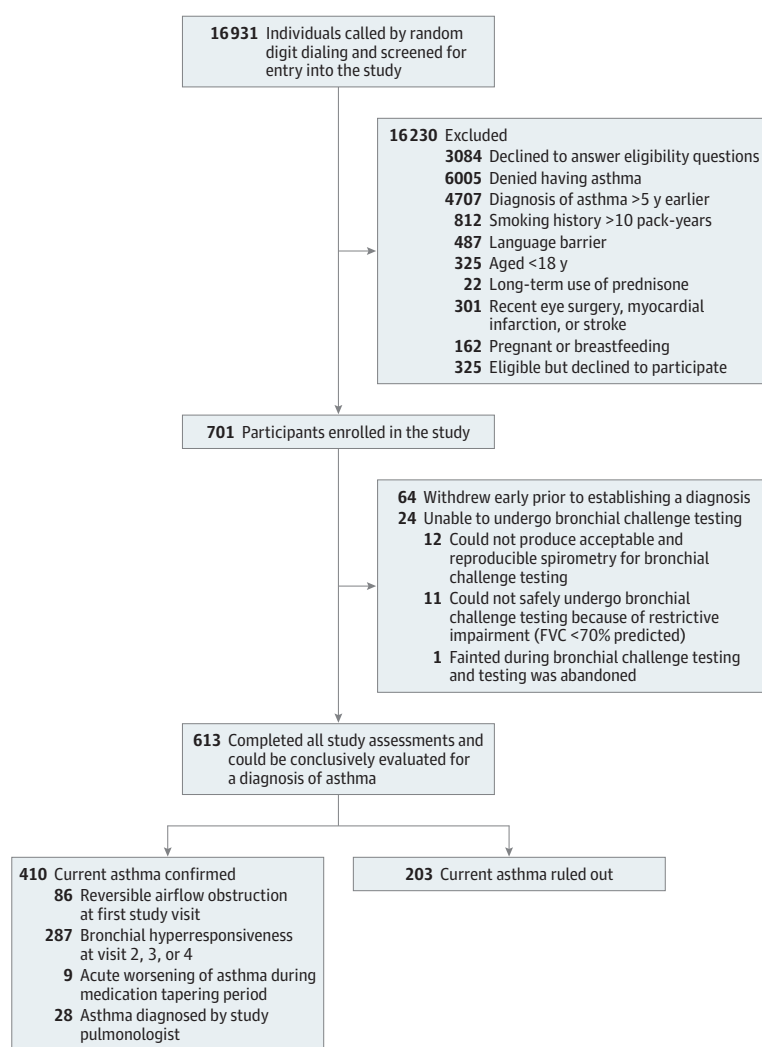 16931 Individuals called by random
digit dialing and screened for
entry into the study
16230 Excluded
3084 Declined to answer eligibility questions
6005 Denied having asthma
4707 Diagnosis of asthma >5 y earlier
812 Smoking history >10 pack-years
487 Language barrier
325 Aged <18 y
22 Long-term use of prednisone
301 Recent eye surgery, myocardial
infarction, or stroke
162 Pregnant or breastfeeding
325 Eligible but declined to participate
701 Participants enrolled in the study
64 Withdrew early prior to establishing a diagnosis
24 Unable to undergo bronchial challenge testing
12 Could not produce acceptable and
reproducible spirometry for bronchial
challenge testing
11 Could not safely undergo bronchial
challenge testing because of restrictive
impairment (FVC <70% predicted)
1 Fainted during bronchial challenge testing
and testing was abandoned
613 Completed all study assessments and
could be conclusively evaluated for
a diagnosis of asthma
410 Current asthma confirmed
86 Reversible airflow obstruction
at first study visit
287 Bronchial hyperresponsiveness
at visit 2, 3, or 4
9 Acute worsening of asthma during
medication tapering period
28 Asthma diagnosed by study
pulmonologist
203 Current asthma ruled out